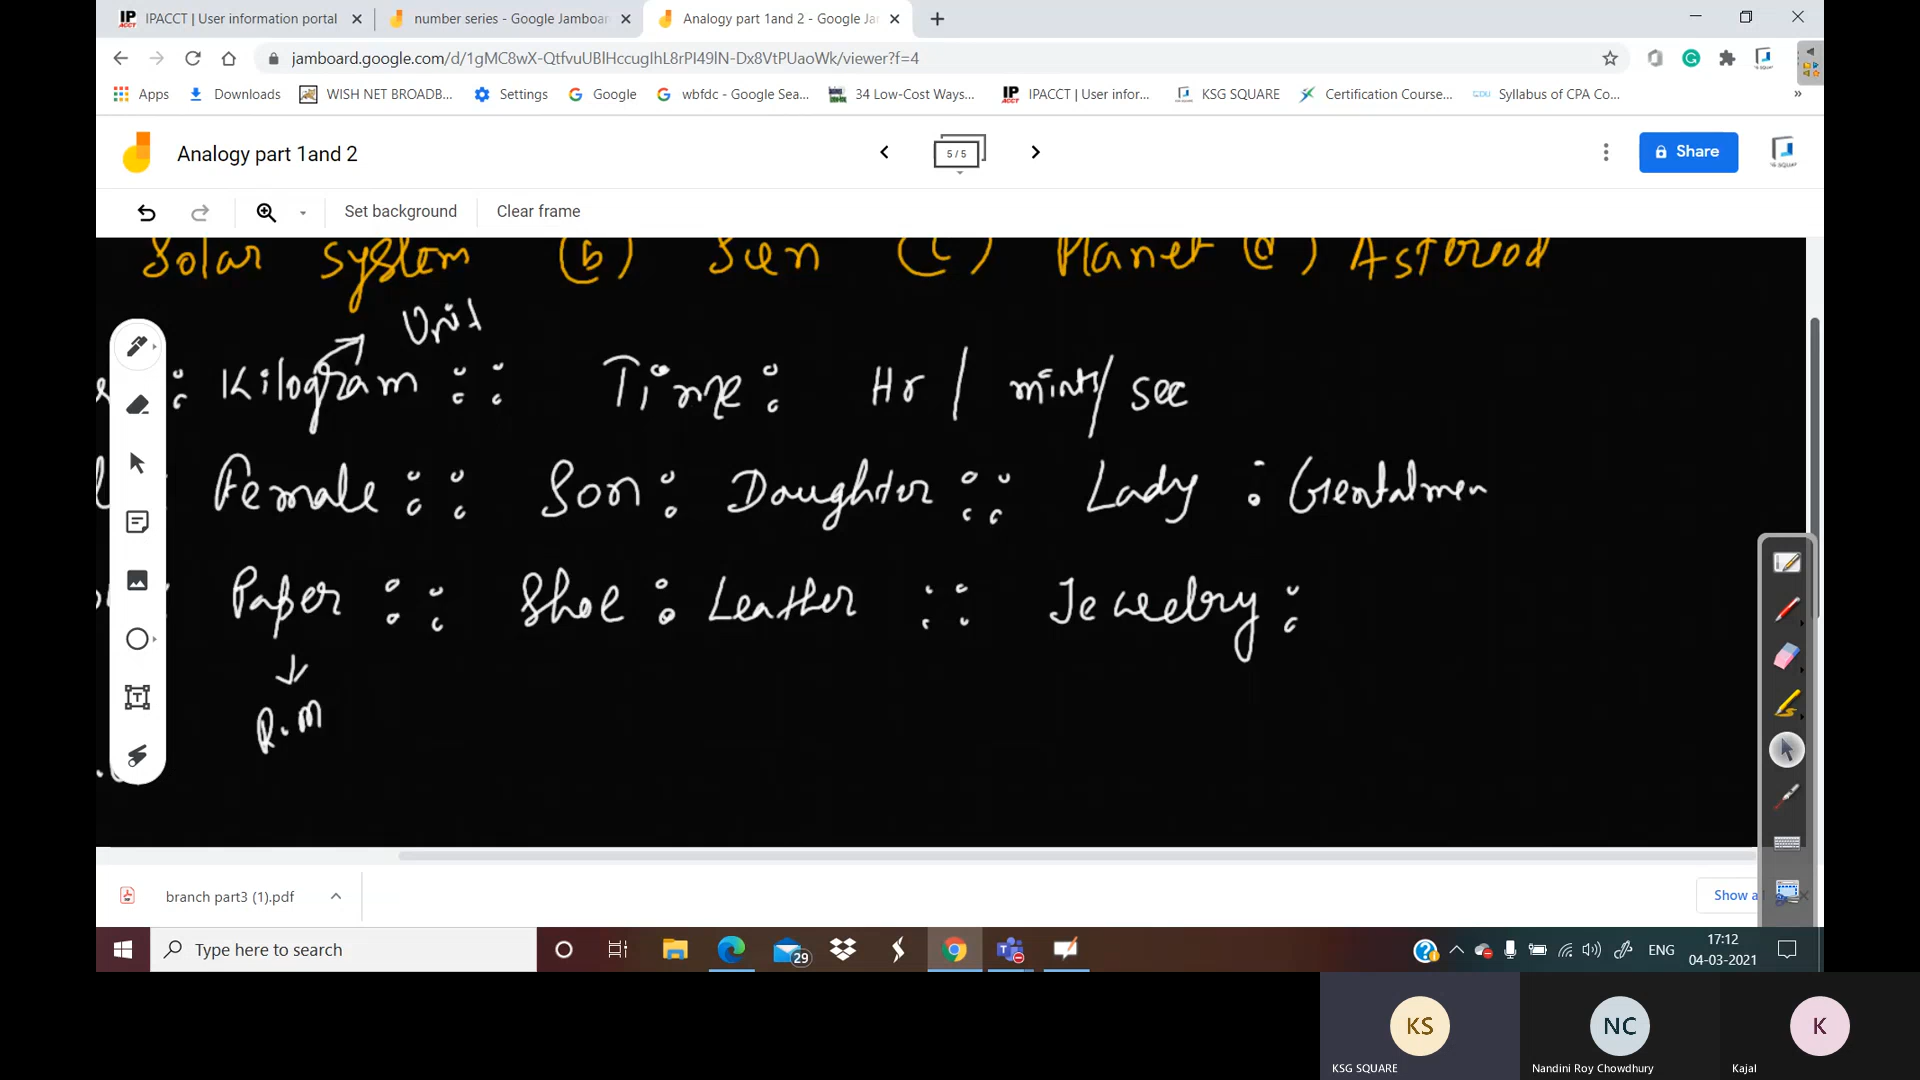 IPACCT | User information portal
number series - Google Jamboar
Analogy part 1and 2 - Google Ja
jamboard.google.com/d/1gMC8wX-QtfvuUBlHccugIhL8rPI49lN-Dx8VtPUaoWk/viewer?f=4
Apps Downloads WISH NET BROADB... Settings Google wbfdc - Google Sea... 34 Low-Cost Ways... IPACCT | User infor... KSG SQUARE Certification Course... Syllabus of CPA Co... »
Analogy part 1and 2
5 / 5
Share
Set background Clear frame
Solar system (b) Sun (c) Planet (d) Asteroid
Unit
: Kilogram :: Time : Hr / mints/ sec
Female :: Son : Daughter :: Lady : Gentalmen
Paper :: Shoe : Leather :: Jewelry :
R.M
branch part3 (1).pdf
Show a
Type here to search
29
ENG
17:12
04-03-2021
KS
NC
K
KSG SQUARE
Nandini Roy Chowdhury
Kajal